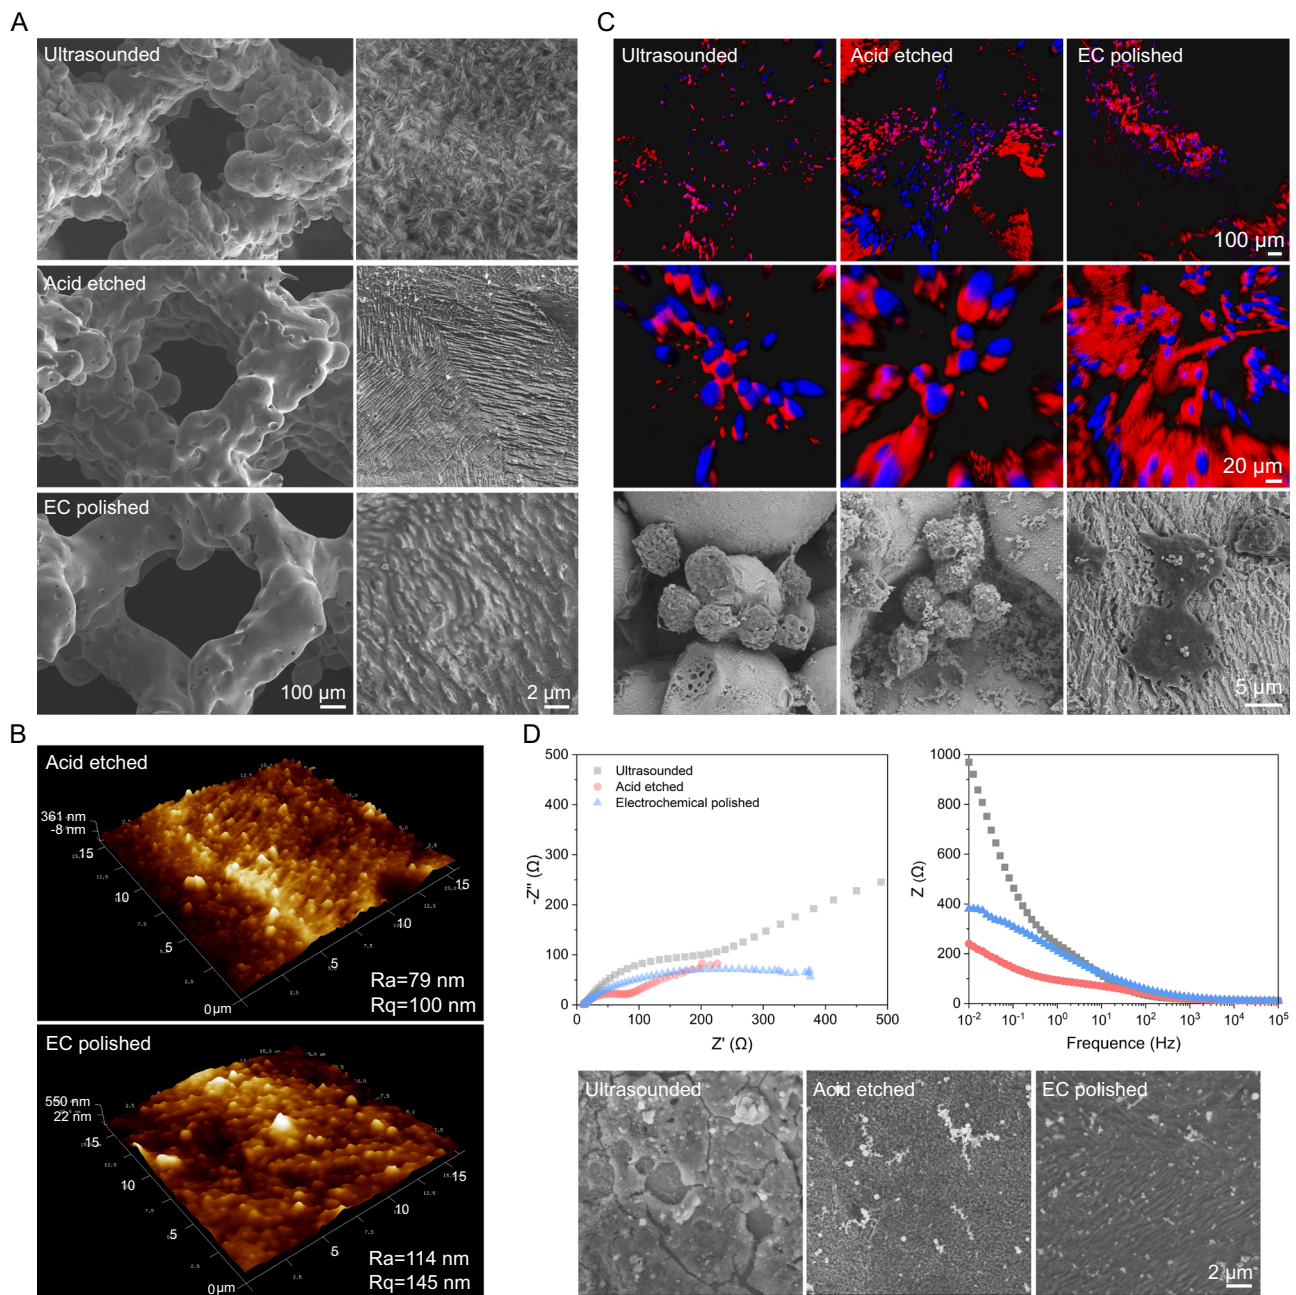 A
Ultrasounded
Acid etched
EC polished
100 µm
2 µm
C
Ultrasounded
Acid etched
EC polished
100 µm
20 µm
5 µm
B
Acid etched
361 nm
-8 nm
15
10
5
0µm
5
10
15
Ra=79 nm
Rq=100 nm
EC polished
550 nm
22 nm
15
10
5
0µm
5
10
15
Ra=114 nm
Rq=145 nm
D
500
400
300
200
100
0
-Z'' (Ω)
Ultrasounded
Acid etched
Electrochemical polished
0 100 200 300 400 500
Z' (Ω)
1000
800
600
400
200
0
Z (Ω)
10-2 10-1 100 101 102 103 104 105
Frequence (Hz)
Ultrasounded
Acid etched
EC polished
2 µm